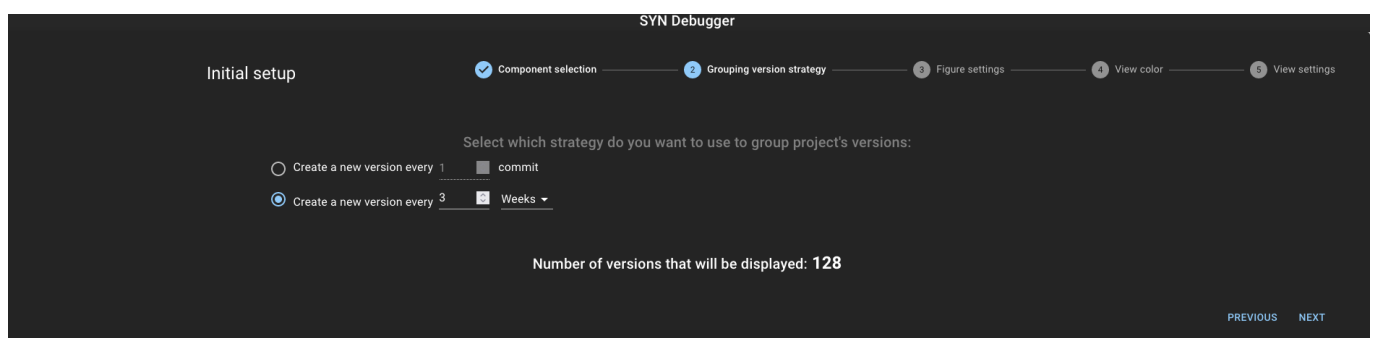 SYN Debugger
Initial setup
Component selection
2 Grouping version strategy
3 Figure settings
4 View color
5 View settings
Select which strategy do you want to use to group project's versions:
Create a new version every 1 commit
Create a new version every 3 Weeks
Number of versions that will be displayed: 128
PREVIOUS NEXT